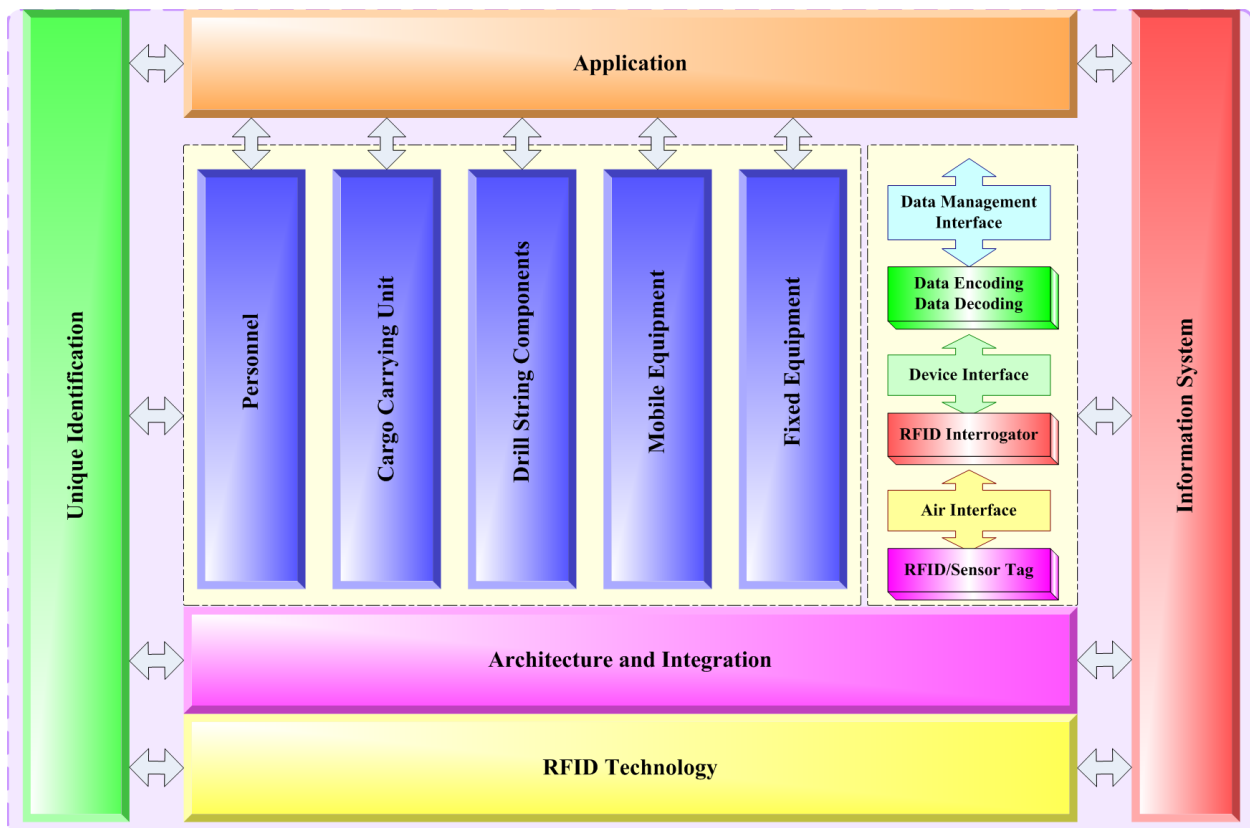 Application
Unique Identification
Personnel
Cargo Carrying Unit
Drill String Components
Mobile Equipment
Fixed Equipment
Data Management
Interface
Data Encoding
Data Decoding
Device Interface
RFID Interrogator
Air Interface
RFID/Sensor Tag
Information System
Architecture and Integration
RFID Technology